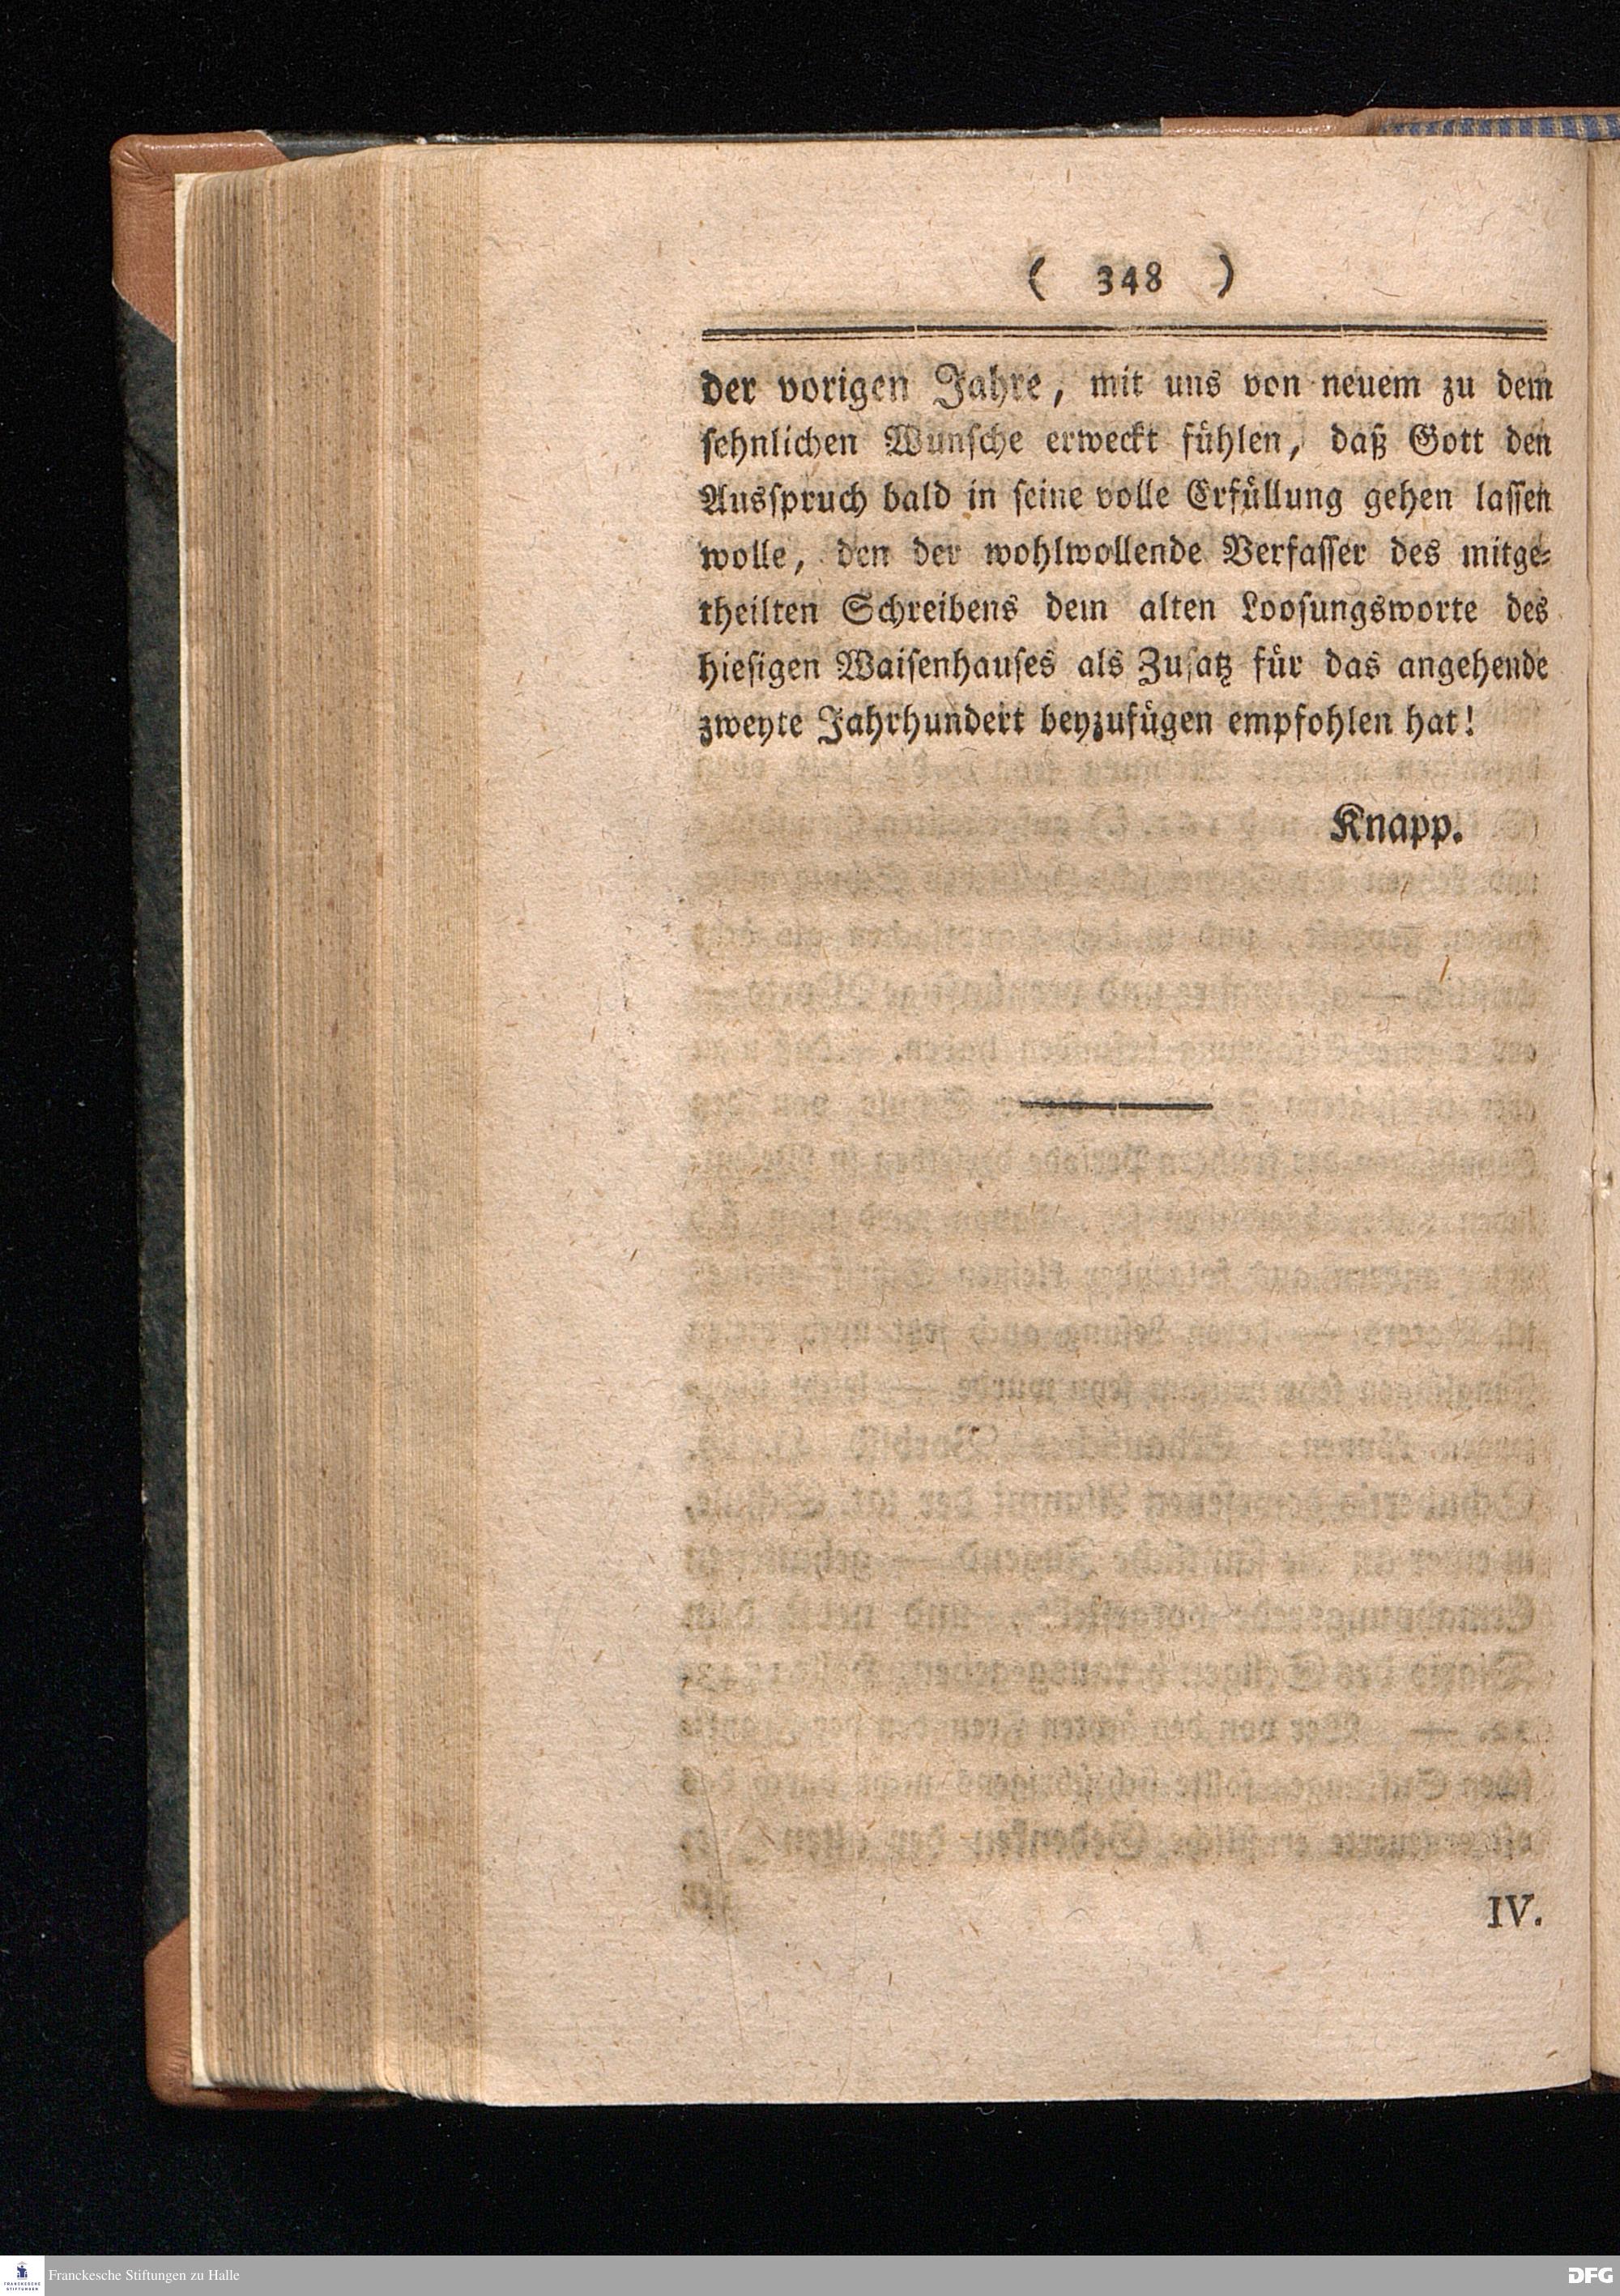 ( 348 )
der vorigen Jahre, mit uns von neuem zu dem
sehnlichen Wunsche erweckt fühlen, daß Gott den
Ausspruch bald in seine volle Erfüllung gehen lassen
wolle, den der wohlwollende Verfasser des mitge-
theilten Schreibens dem alten Loosungsworte des
hiesigen Waisenhauses als Zusatz für das angehende
zweyte Jahrhundert beyzufügen empfohlen hat!
Knapp.
IV.
FRANCKESCHE STIFTUNGEN
Franckesche Stiftungen zu Halle
DFG